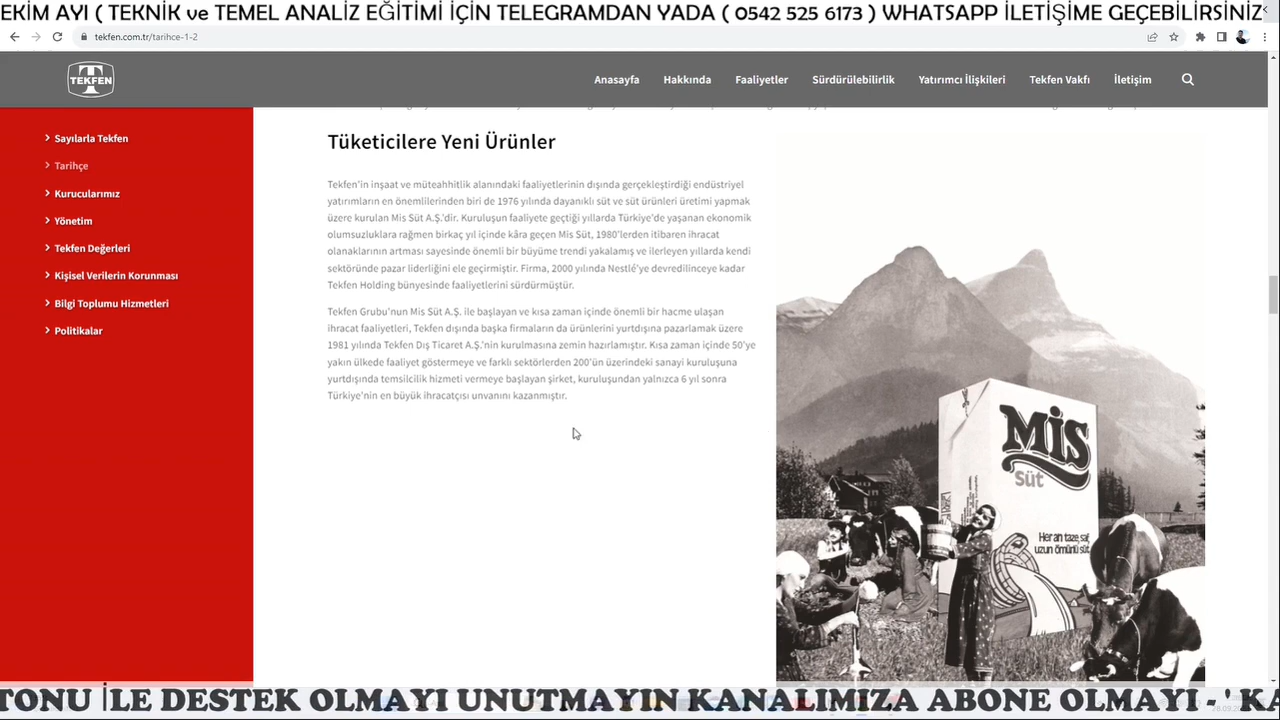 EKİM AYI ( TEKNİK ve TEMEL ANALİZ EĞİTİMİ İÇİN TELEGRAMDAN YADA ( 0542 525 6173 ) WHATSAPP İLETİŞİME GEÇEBİLİRSİNİZ
tekfen.com.tr/tarihce-1-2
TEKFEN
Anasayfa
Hakkında
Faaliyetler
Sürdürülebilirlik
Yatırımcı İlişkileri
Tekfen Vakfı
İletişim
Sayılarla Tekfen
Tarihçe
Kurucularımız
Yönetim
Tekfen Değerleri
Kişisel Verilerin Korunması
Bilgi Toplumu Hizmetleri
Politikalar
Tüketicilere Yeni Ürünler
Tekfen'in inşaat ve müteahhitlik alanındaki faaliyetlerinin dışında gerçekleştirdiği endüstriyel
yatırımların en önemlilerinden biri de 1976 yılında dayanıklı süt ve süt ürünleri üretimi yapmak
üzere kurulan Mis Süt A.Ş.'dir. Kuruluşun faaliyete geçtiği yıllarda Türkiye'de yaşanan ekonomik
olumsuzluklara rağmen birkaç yıl içinde kâra geçen Mis Süt, 1980'lerden itibaren ihracat
olanaklarının artması sayesinde önemli bir büyüme trendi yakalamış ve ilerleyen yıllarda kendi
sektöründe pazar liderliğini ele geçirmiştir. Firma, 2000 yılında Nestlé'ye devredilinceye kadar
Tekfen Holding bünyesinde faaliyetlerini sürdürmüştür.
Tekfen Grubu'nun Mis Süt A.Ş. ile başlayan ve kısa zaman içinde önemli bir hacme ulaşan
ihracat faaliyetleri, Tekfen dışında başka firmaların da ürünlerini yurtdışına pazarlamak üzere
1981 yılında Tekfen Dış Ticaret A.Ş.'nin kurulmasına zemin hazırlamıştır. Kısa zaman içinde 50'ye
yakın ülkede faaliyet göstermeye ve farklı sektörlerden 200'ün üzerindeki sanayi kuruluşuna
yurtdışında temsilcilik hizmeti vermeye başlayan şirket, kuruluşundan yalnızca 6 yıl sonra
Türkiye'nin en büyük ihracatçısı unvanını kazanmıştır.
MİS
süt
Her an taze, saf,
uzun ömürlü süt
TONU İLE DESTEK OLMAYI UNUTMAYIN KANALIMIZA ABONE OLMAYI - ' KA